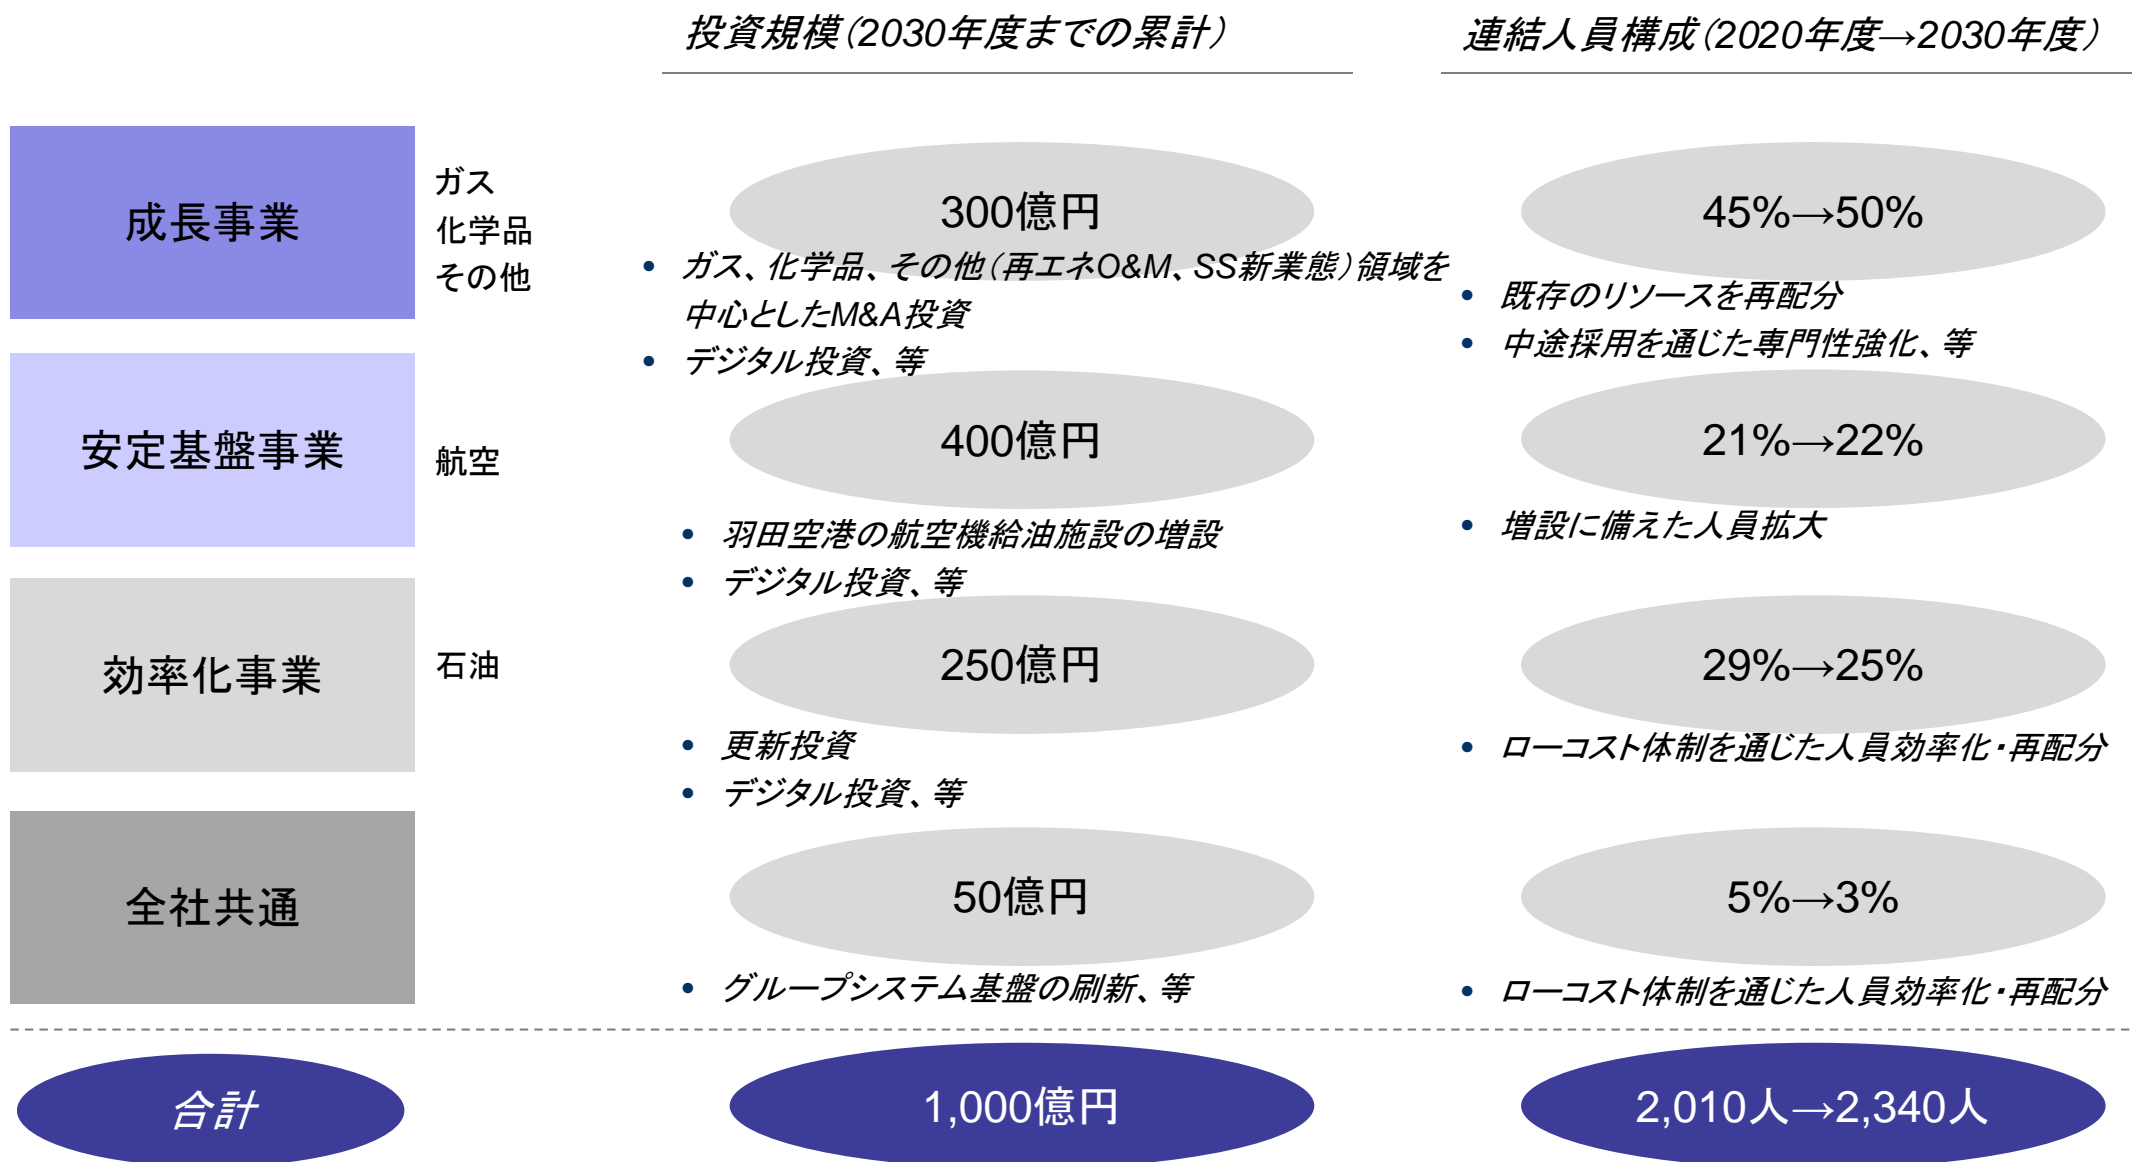 投資規模（2030年度までの累計）
連結人員構成（2020年度→2030年度）
成長事業
ガス
化学品
その他
300億円
• ガス、化学品、その他（再エネO&M、SS新業態）領域を
中心としたM&A投資
• デジタル投資、等
45%→50%
• 既存のリソースを再配分
• 中途採用を通じた専門性強化、等
安定基盤事業
航空
400億円
• 羽田空港の航空機給油施設の増設
• デジタル投資、等
21%→22%
• 増設に備えた人員拡大
効率化事業
石油
250億円
• 更新投資
• デジタル投資、等
29%→25%
• ローコスト体制を通じた人員効率化・再配分
全社共通
50億円
• グループシステム基盤の刷新、等
5%→3%
• ローコスト体制を通じた人員効率化・再配分
合計
1,000億円
2,010人→2,340人